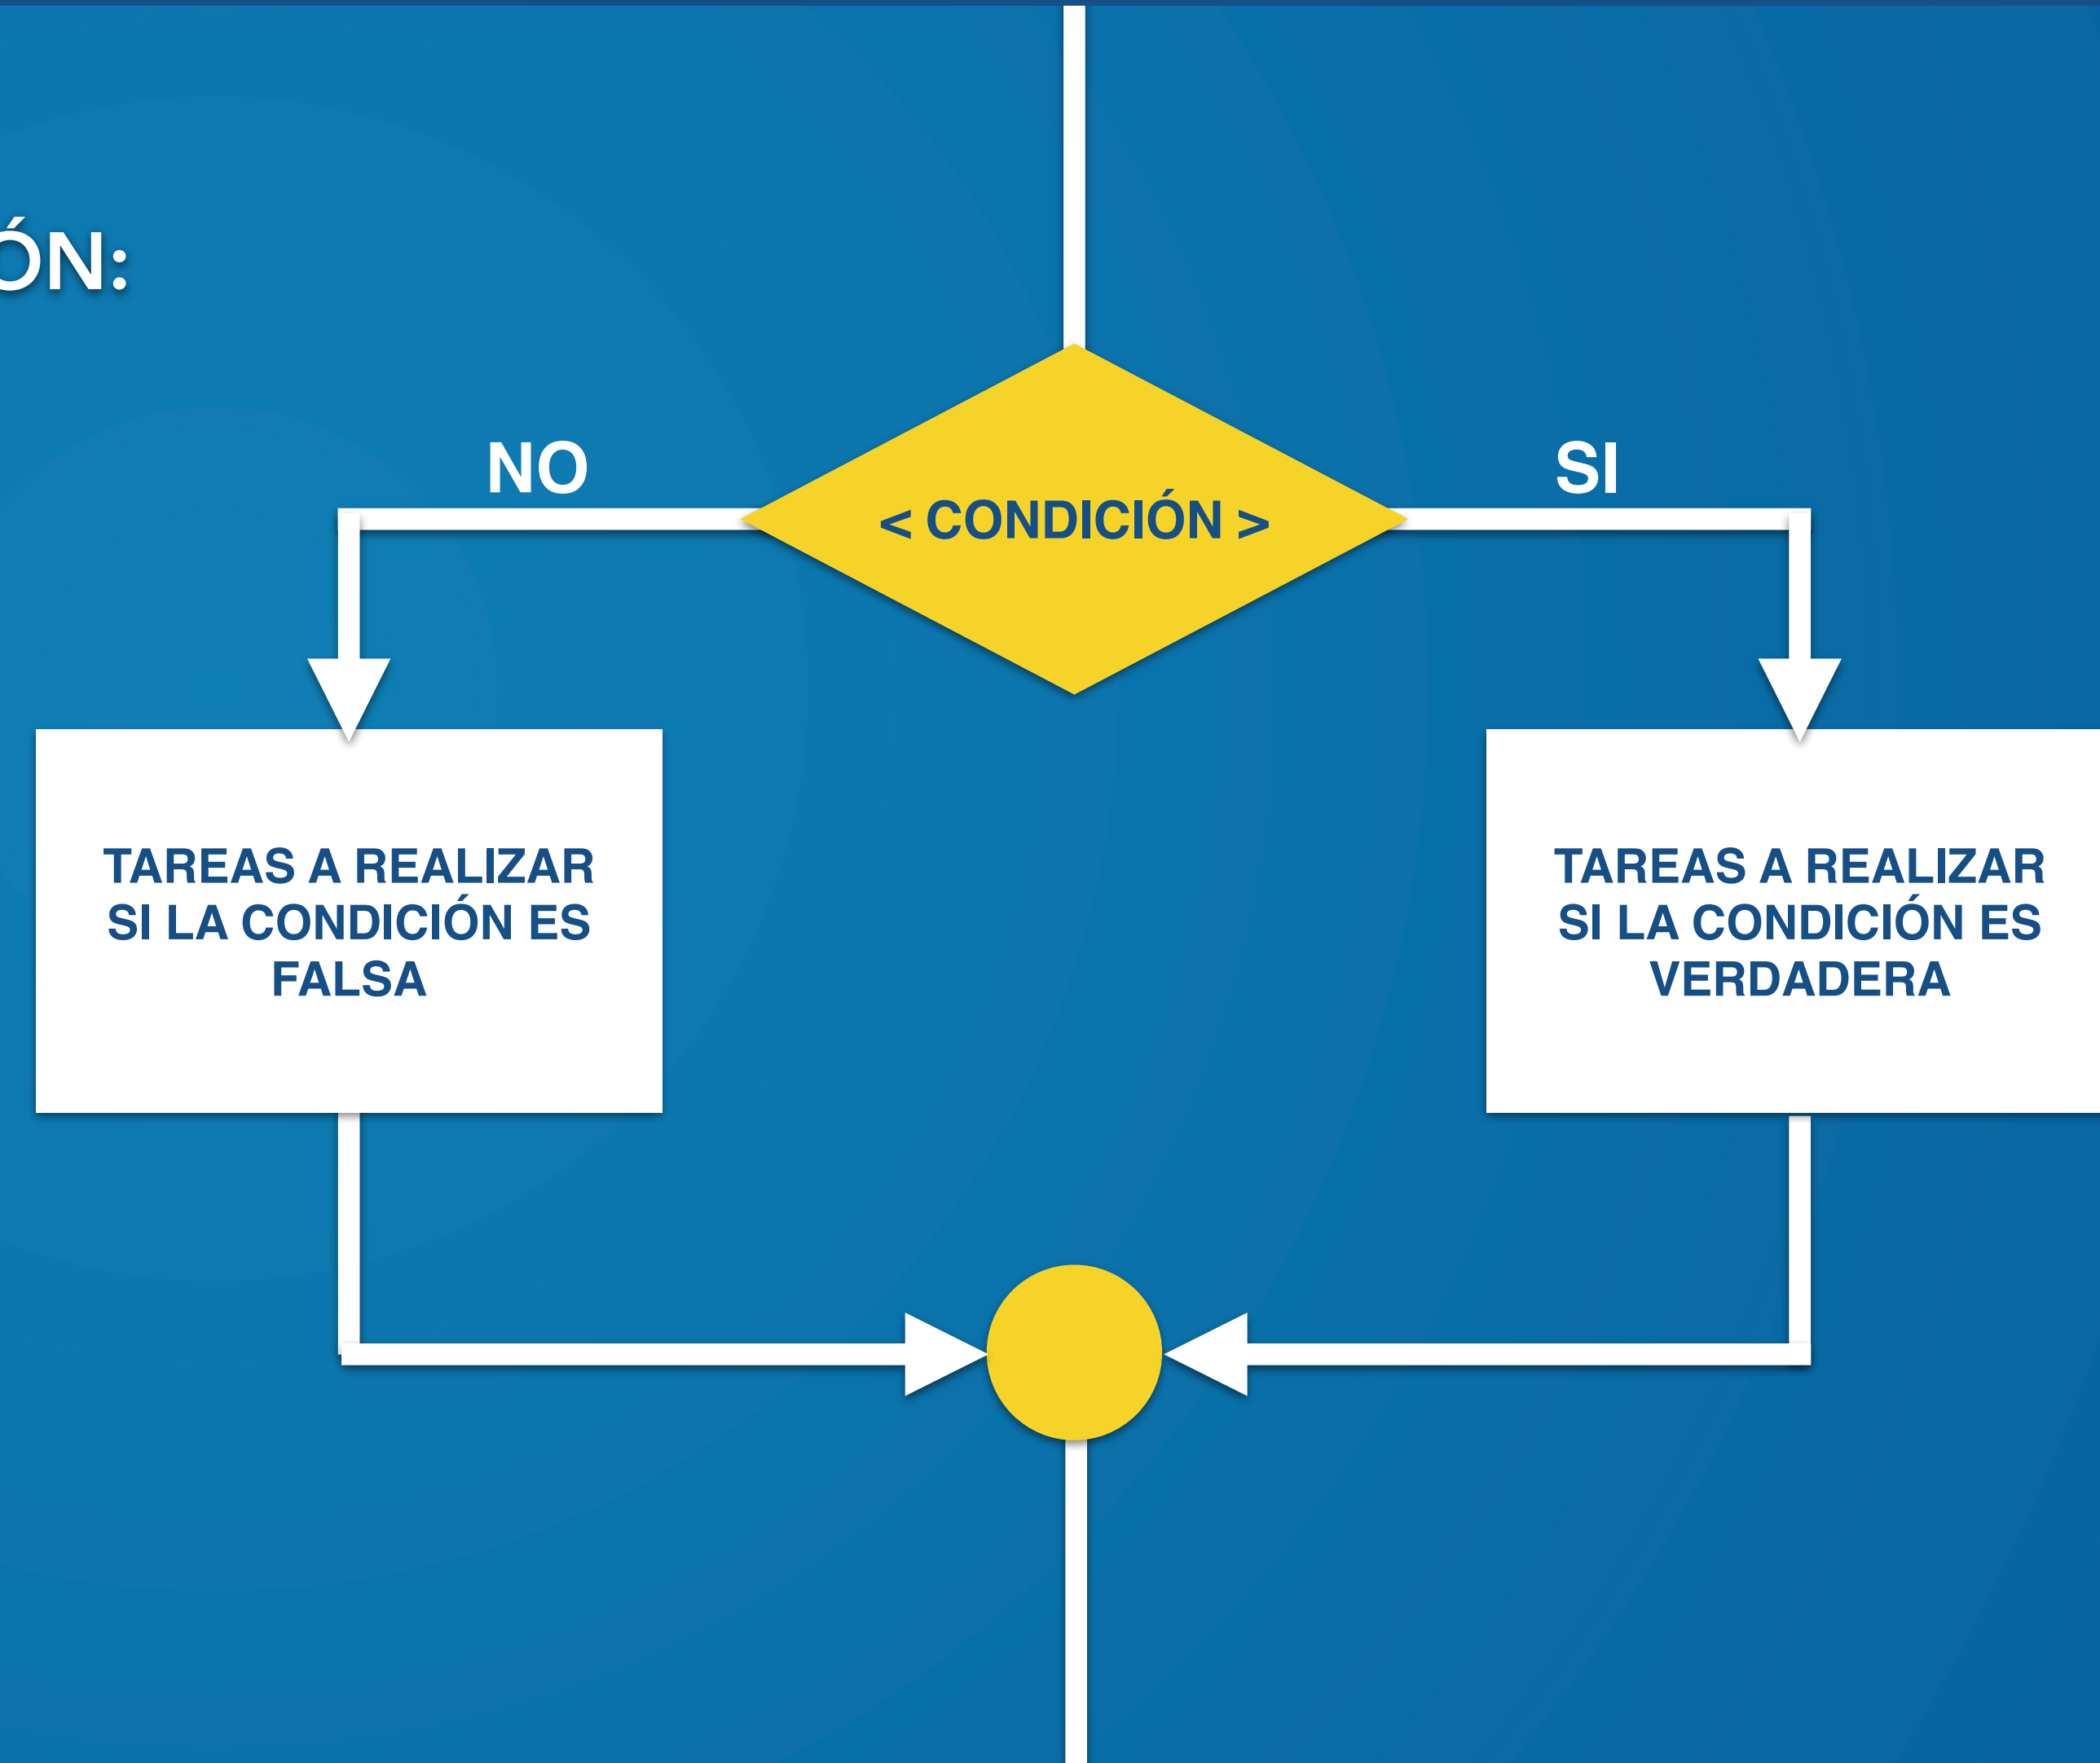 ÓN:
NO
SI
< CONDICIÓN >
TAREAS A REALIZAR
SI LA CONDICIÓN ES
FALSA
TAREAS A REALIZAR
SI LA CONDICIÓN ES
VERDADERA